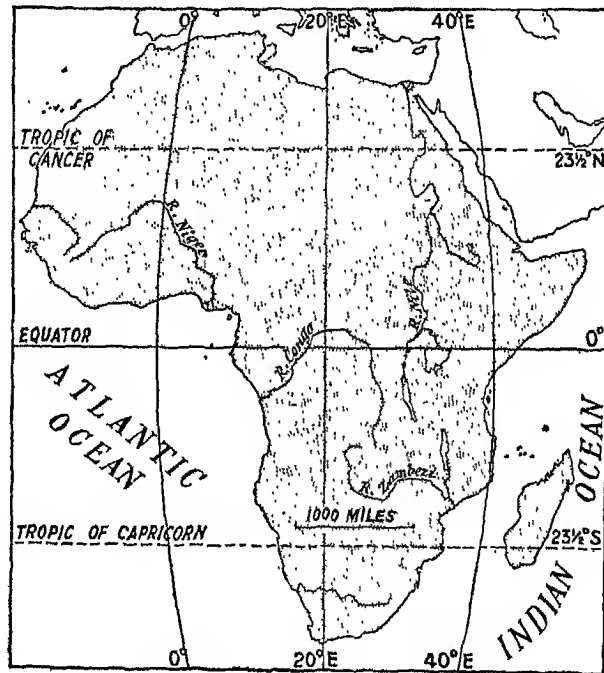 0° 20°E 40°E
TROPIC OF
CANCER
23½°N
R. Niger
R. Nile
EQUATOR
0°
R. Congo
ATLANTIC
OCEAN
R. Zambezi
1000 MILES
TROPIC OF CAPRICORN
23½°S
INDIAN OCEAN
0° 20°E 40°E